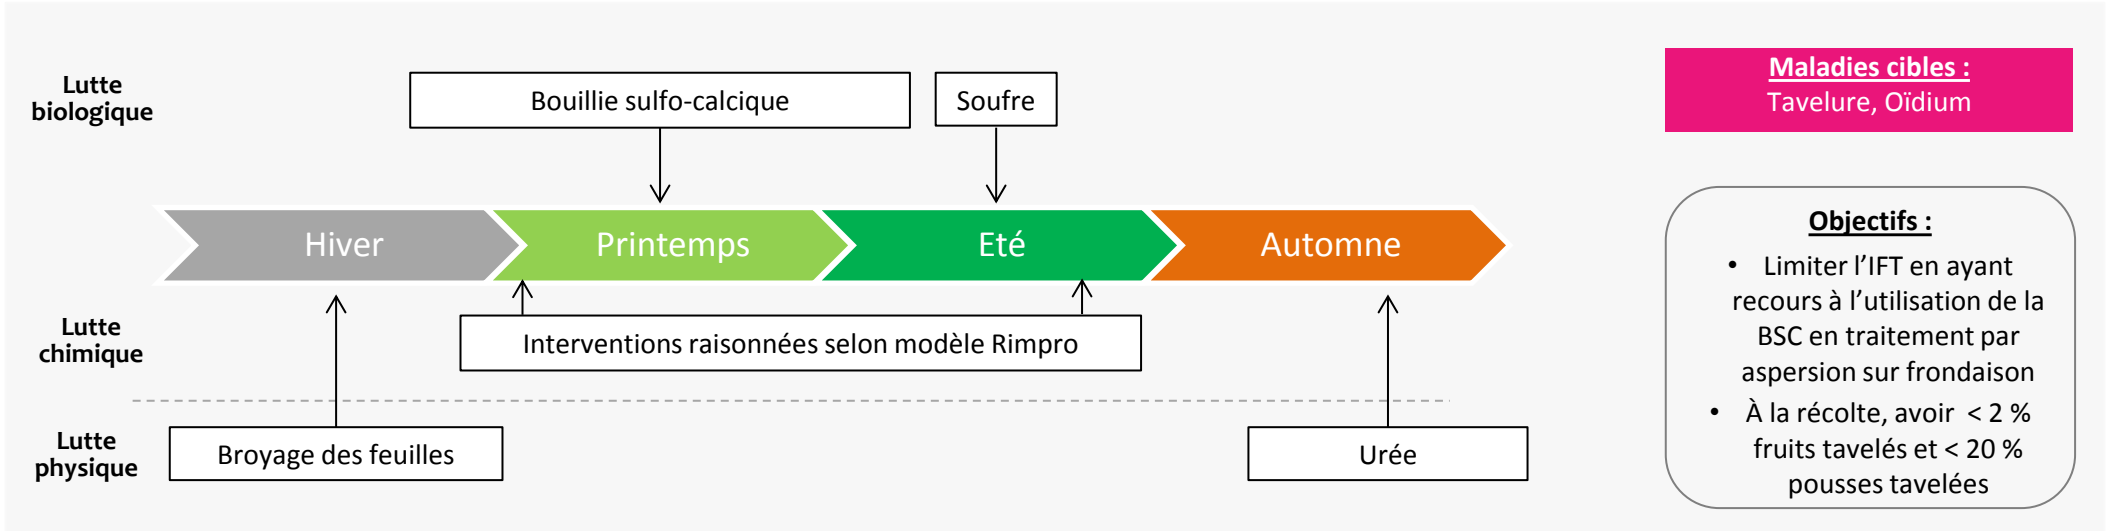 Lutte
biologique
Bouillie sulfo-calcique
Soufre
Hiver
Printemps
Eté
Automne
Lutte
chimique
Interventions raisonnées selon modèle Rimpro
Lutte
physique
Broyage des feuilles
Urée
Maladies cibles :
Tavelure, Oïdium
Objectifs :
• Limiter l’IFT en ayant
recours à l’utilisation de la
BSC en traitement par
aspersion sur frondaison
• À la récolte, avoir < 2 %
fruits tavelés et < 20 %
pousses tavelées